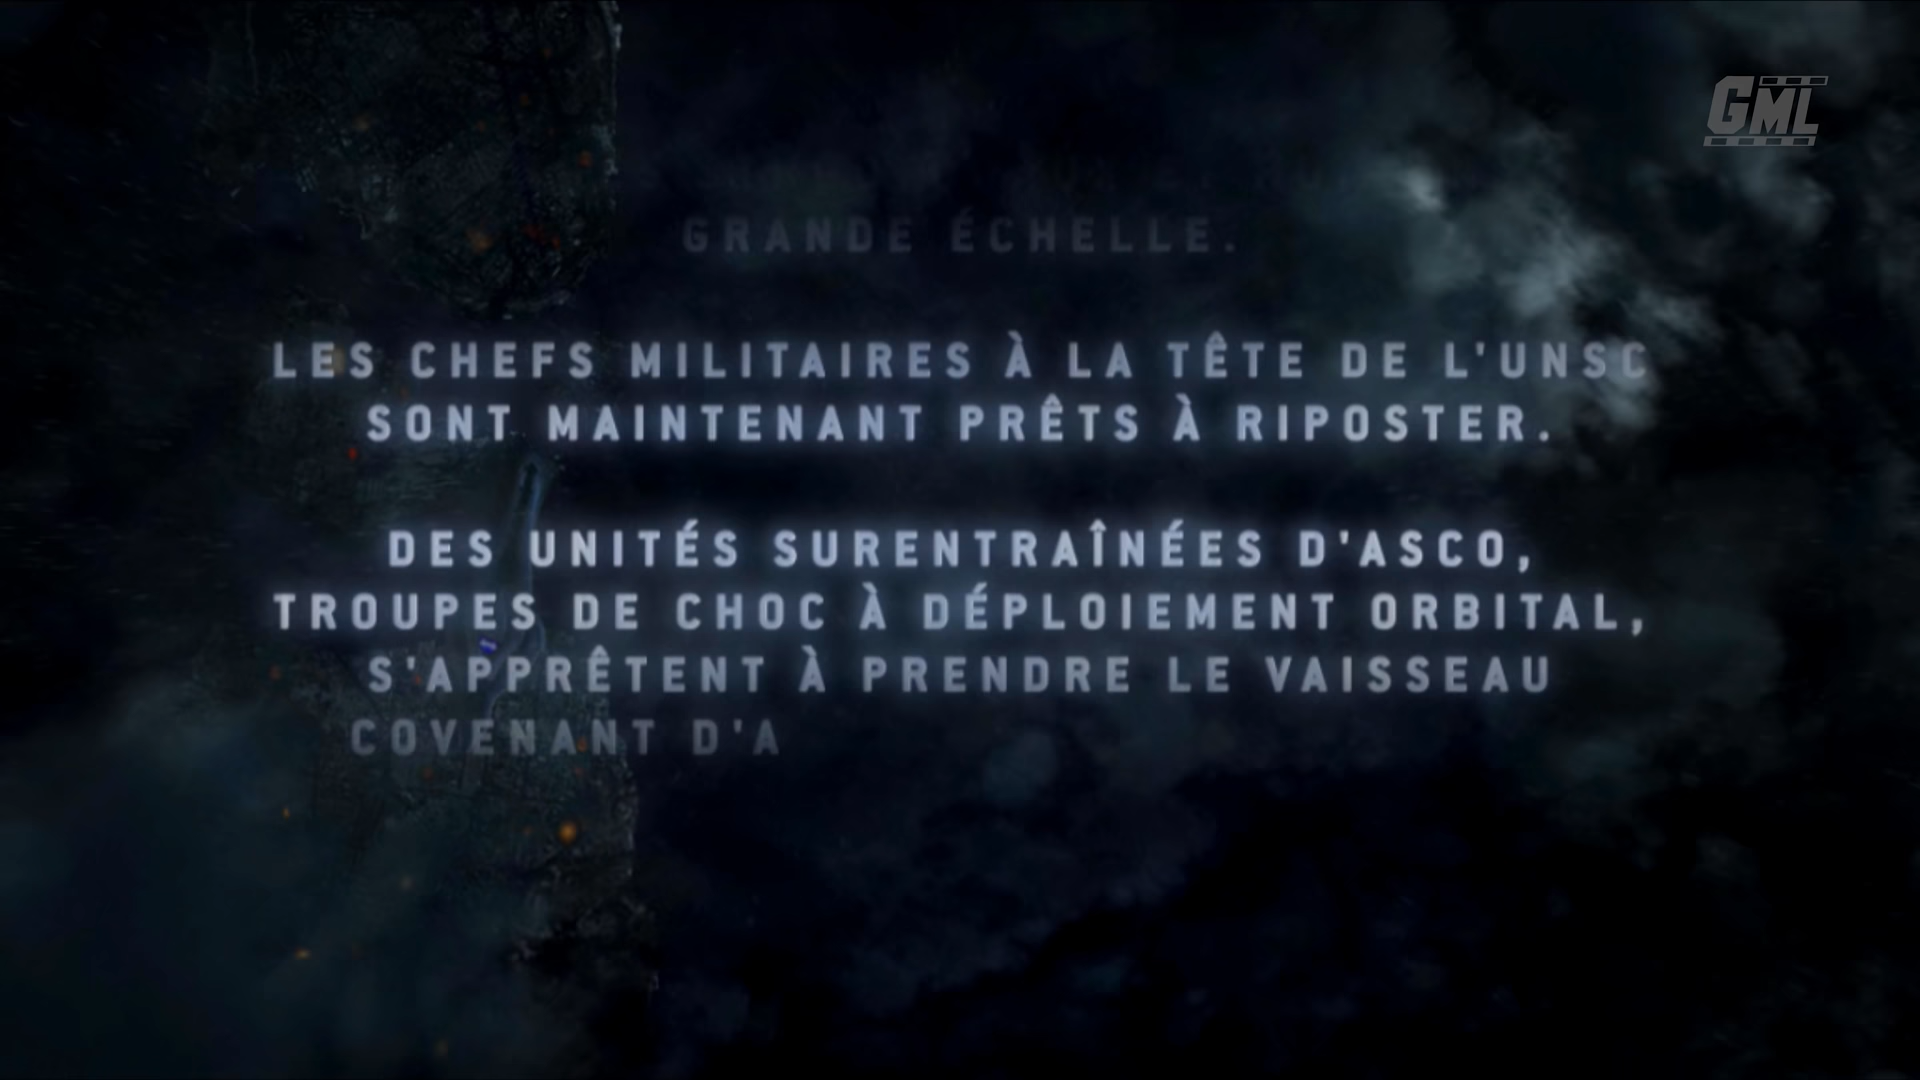 GML
GRANDE ÉCHELLE.
LES CHEFS MILITAIRES À LA TÊTE DE L'UNSC
SONT MAINTENANT PRÊTS À RIPOSTER.
DES UNITÉS SURENTRAÎNÉES D'ASCO,
TROUPES DE CHOC À DÉPLOIEMENT ORBITAL,
S'APPRÊTENT À PRENDRE LE VAISSEAU
COVENANT D'A